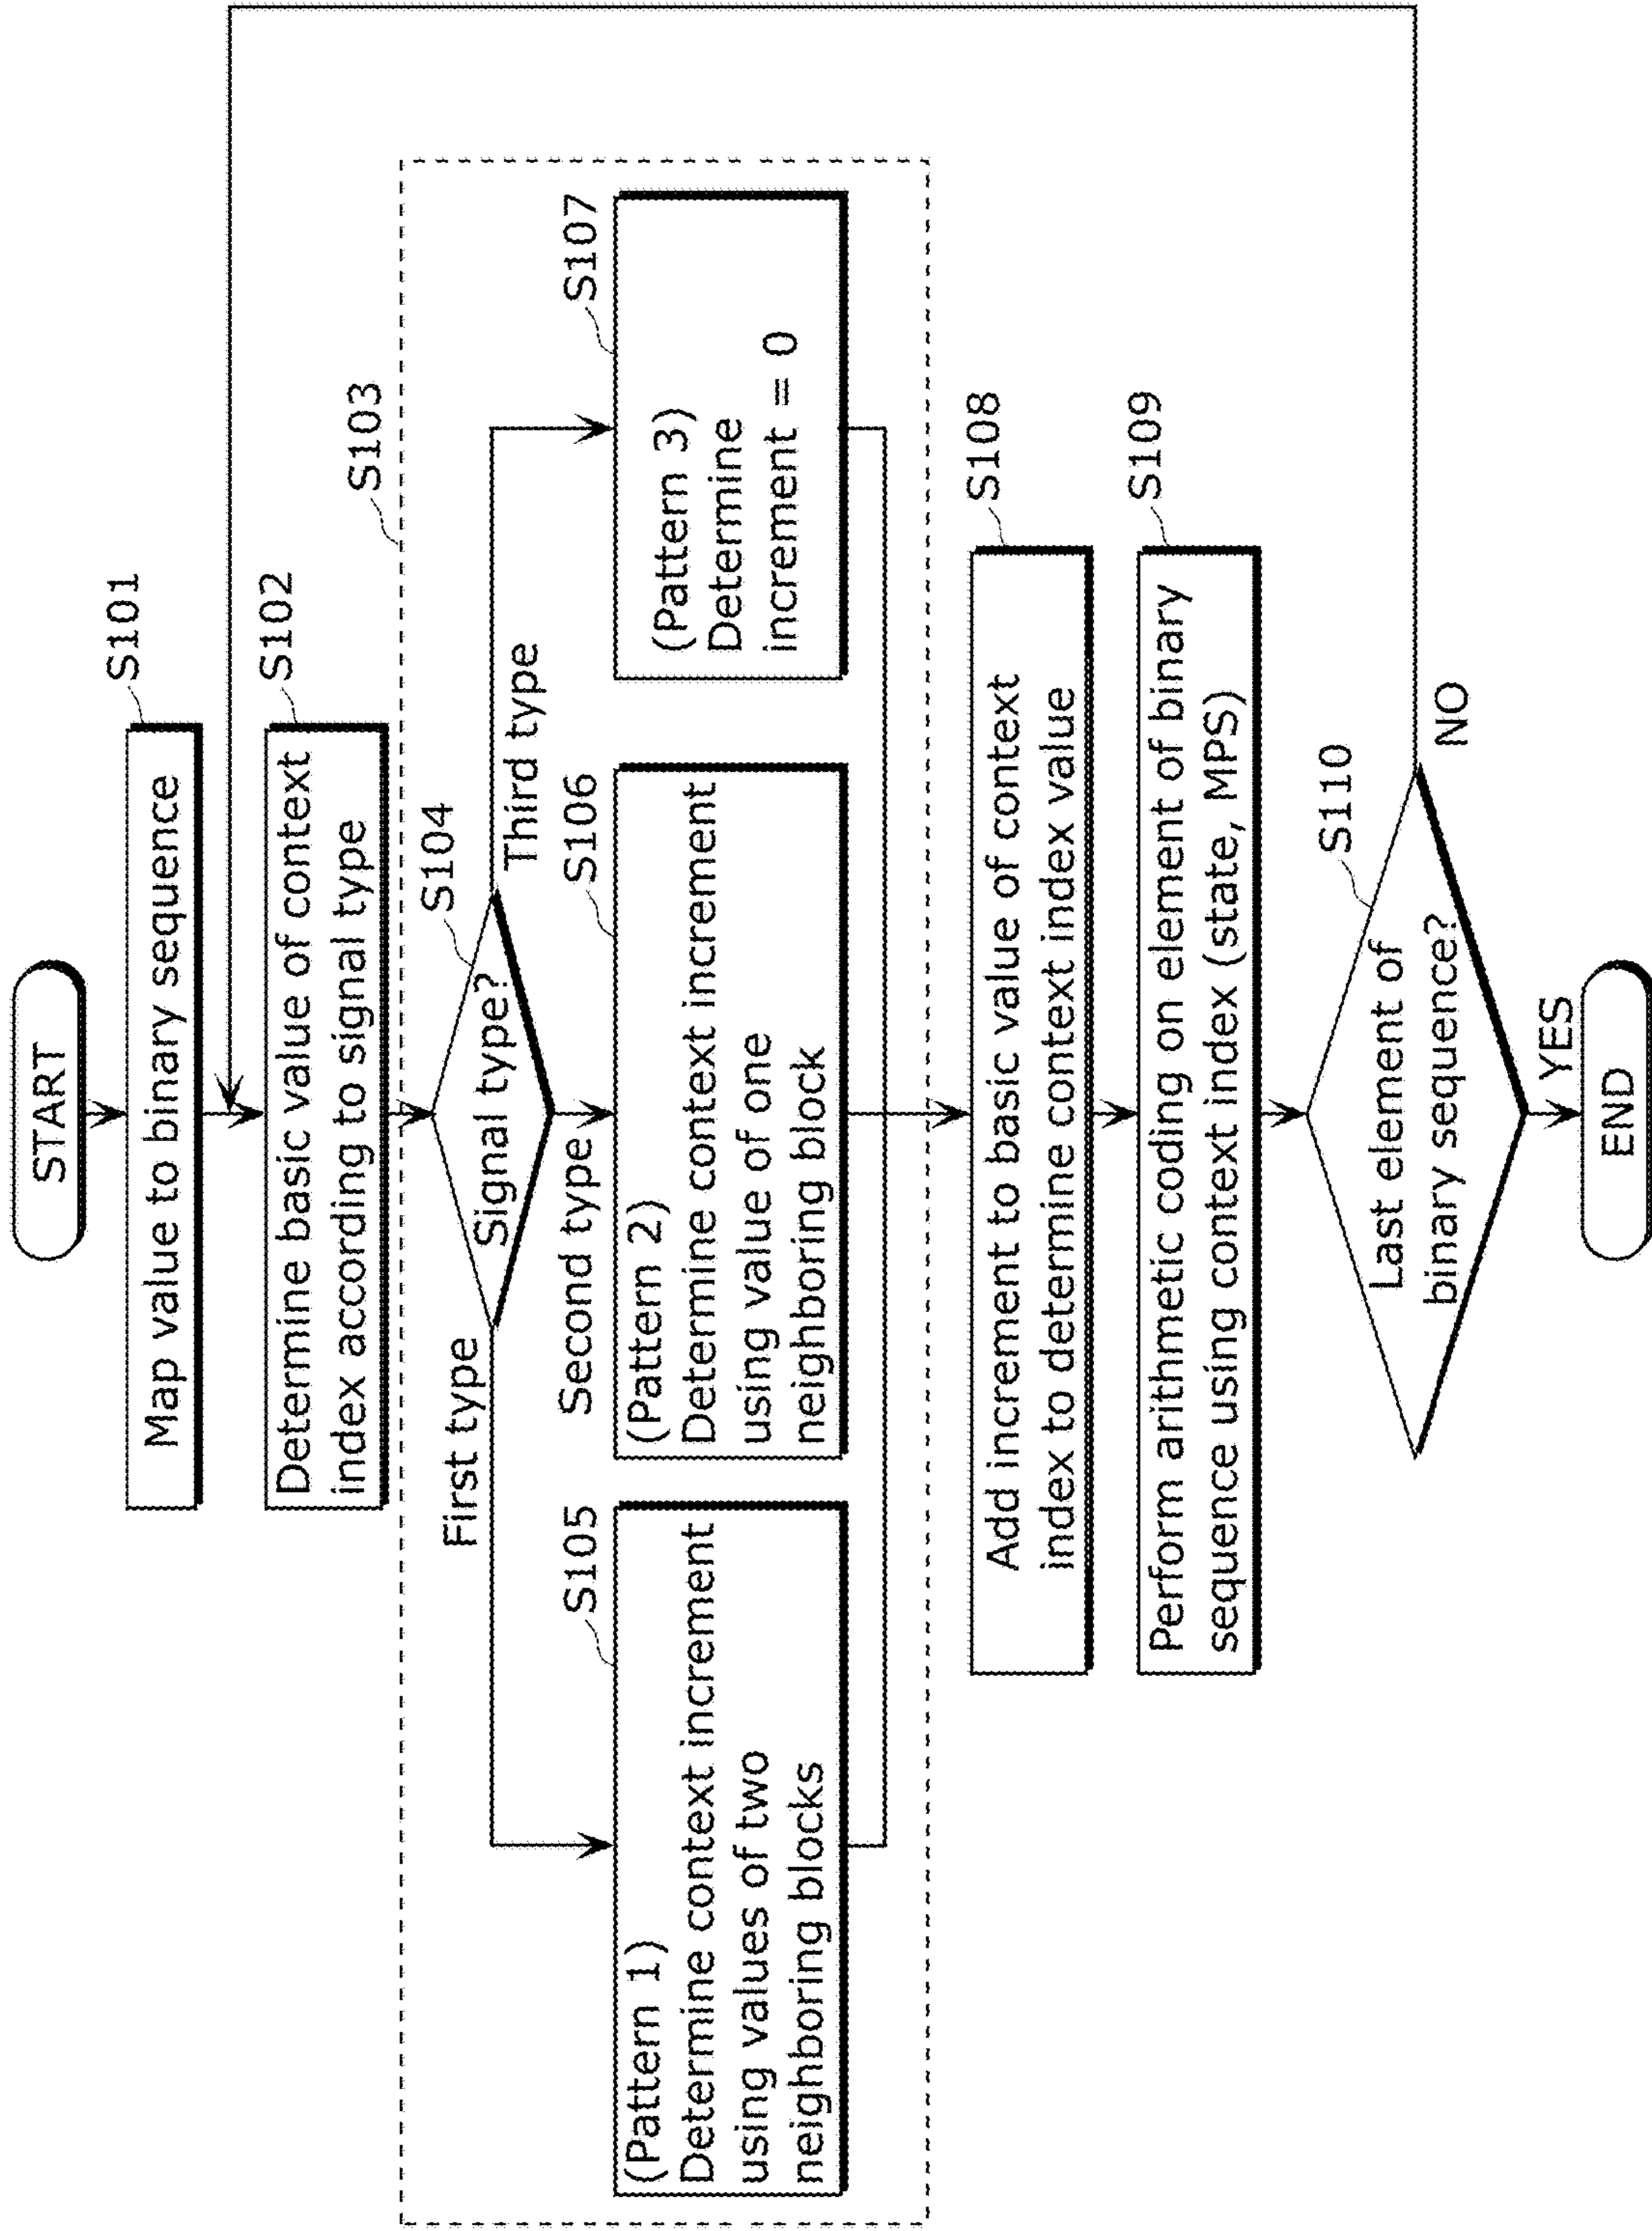 START
S101
Map value to binary sequence
S102
Determine basic value of context
index according to signal type
S103
S104
Signal type?
First type
Second type
Third type
S105
(Pattern 1)
Determine context increment
using values of two
neighboring blocks
S106
(Pattern 2)
Determine context increment
using value of one
neighboring block
S107
(Pattern 3)
Determine
increment = 0
S108
Add increment to basic value of context
index to determine context index value
S109
Perform arithmetic coding on element of binary
sequence using context index (state, MPS)
S110
Last element of
binary sequence?
NO
YES
END